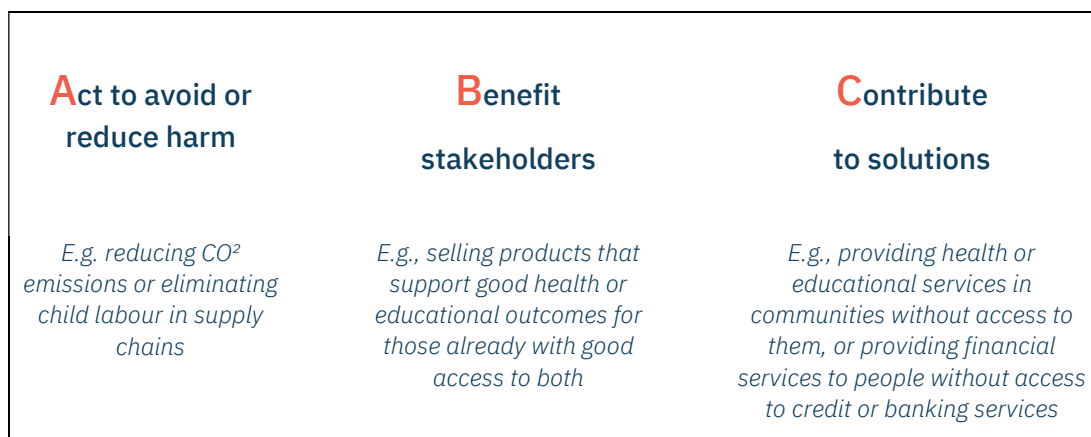 Act to avoid or
reduce harm
Benefit
stakeholders
Contribute
to solutions
E.g. reducing CO²
emissions or eliminating
child labour in supply
chains
E.g., selling products that
support good health or
educational outcomes for
those already with good
access to both
E.g., providing health or
educational services in
communities without access to
them, or providing financial
services to people without access
to credit or banking services